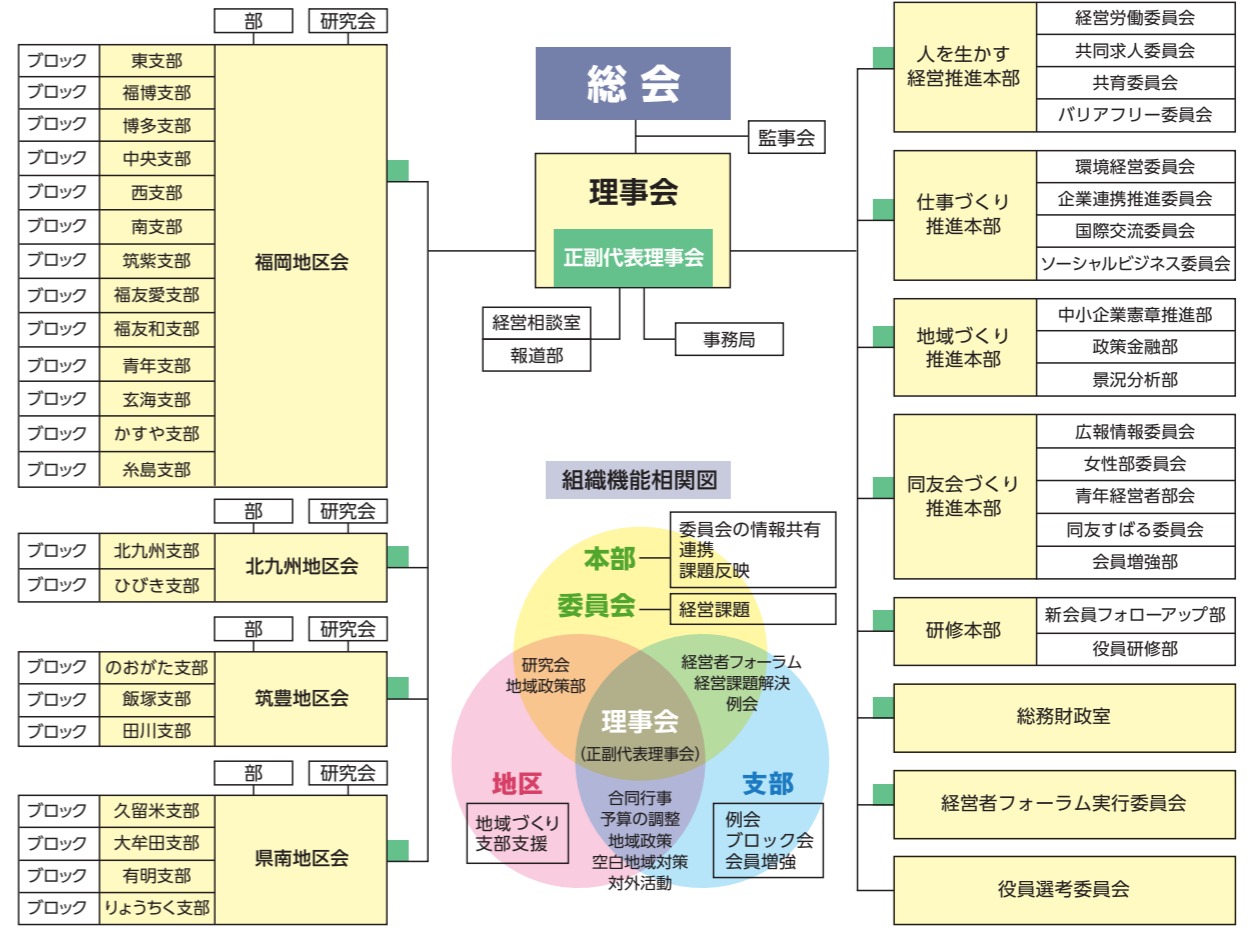 部
研究会
ブロック
東支部
ブロック
福博支部
ブロック
博多支部
ブロック
中央支部
ブロック
西支部
ブロック
南支部
ブロック
筑紫支部
ブロック
福友愛支部
ブロック
福友和支部
ブロック
青年支部
ブロック
玄海支部
ブロック
かすや支部
ブロック
糸島支部
福岡地区会
部
研究会
ブロック
北九州支部
ブロック
ひびき支部
北九州地区会
部
研究会
ブロック
のおがた支部
ブロック
飯塚支部
ブロック
田川支部
筑豊地区会
部
研究会
ブロック
久留米支部
ブロック
大牟田支部
ブロック
有明支部
ブロック
りょうちく支部
県南地区会
総会
監事会
理事会
正副代表理事会
経営相談室
報道部
事務局
組織機能相関図
本部
委員会の情報共有
連携
課題反映
委員会
経営課題
研究会
地域政策部
経営者フォーラム
経営課題解決
例会
理事会
(正副代表理事会)
地区
地域づくり
支部支援
合同行事
予算の調整
地域政策
空白地域対策
対外活動
支部
例会
ブロック会
会員増強
人を生かす
経営推進本部
経営労働委員会
共同求人委員会
共育委員会
バリアフリー委員会
仕事づくり
推進本部
環境経営委員会
企業連携推進委員会
国際交流委員会
ソーシャルビジネス委員会
地域づくり
推進本部
中小企業憲章推進部
政策金融部
景況分析部
同友会づくり
推進本部
広報情報委員会
女性部委員会
青年経営者部会
同友すばる委員会
会員増強部
研修本部
新会員フォローアップ部
役員研修部
総務財政室
経営者フォーラム実行委員会
役員選考委員会